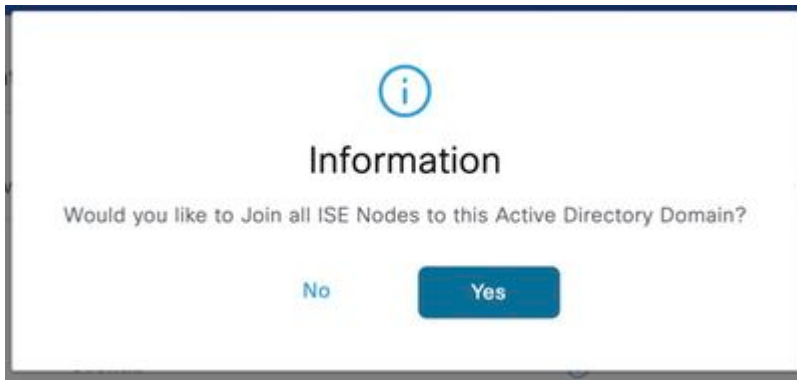 Information
Would you like to Join all ISE Nodes to this Active Directory Domain?
No
Yes